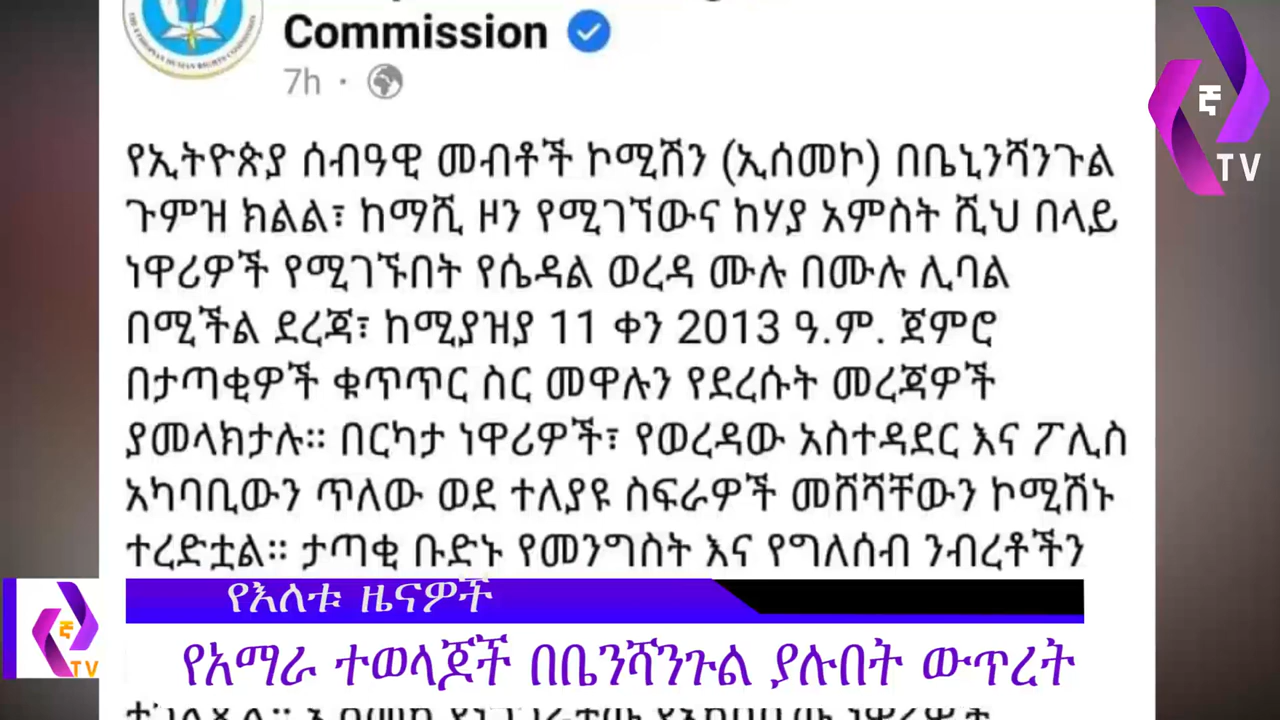 Commission
7h ·
ኛ
TV
የኢትዮጵያ ሰብዓዊ መብቶች ኮሚሽን (ኢሰመኮ) በቤኒንሻንጉል
ጉምዝ ክልል፣ ከማሺ ዞን የሚገኘውና ከሃያ አምስት ሺህ በላይ
ነዋሪዎች የሚገኙበት የሴዳል ወረዳ ሙሉ በሙሉ ሊባል
በሚችል ደረጃ፣ ከሚያዝያ 11 ቀን 2013 ዓ.ም. ጀምሮ
በታጣቂዎች ቁጥጥር ስር መዋሉን የደረሱት መረጃዎች
ያመላክታሉ። በርካታ ነዋሪዎች፣ የወረዳው አስተዳደር እና ፖሊስ
አካባቢውን ጥለው ወደ ተለያዩ ስፍራዎች መሸሻቸውን ኮሚሽኑ
ተረድቷል። ታጣቂ ቡድኑ የመንግስት እና የግለሰብ ንብረቶችን
የእለቱ ዜናዎች
ኛ
TV
የአማራ ተወላጆች በቤንሻንጉል ያሉበት ውጥረት